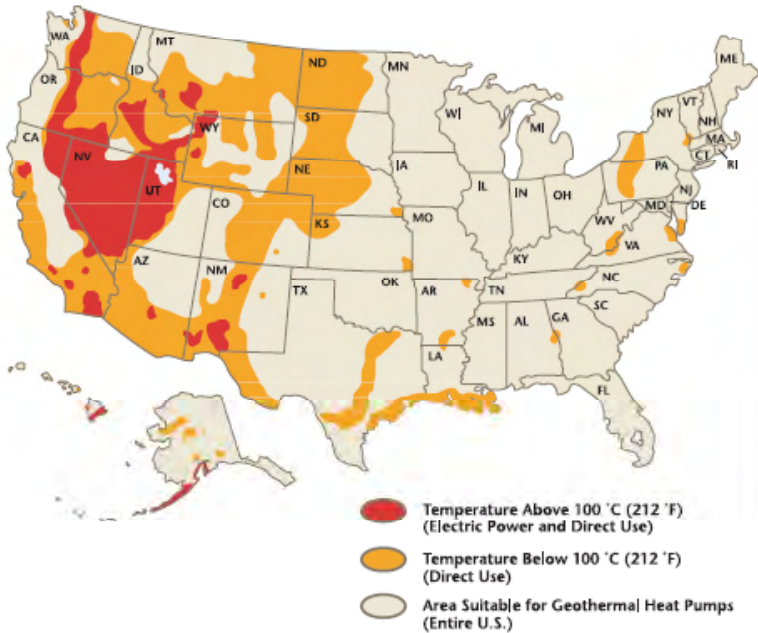 WA
MT
ND
MN
ME
OR
ID
SD
WI
MI
NY
VT
NH
MA
CT
RI
CA
NV
WY
NE
IA
PA
NJ
UT
CO
IL
IN
OH
MD
DE
KS
MO
WV
VA
KY
AZ
NM
TX
OK
AR
TN
NC
SC
MS
AL
GA
LA
FL
Temperature Above 100 °C (212 °F)
(Electric Power and Direct Use)
Temperature Below 100 °C (212 °F)
(Direct Use)
Area Suitable for Geothermal Heat Pumps
(Entire U.S.)